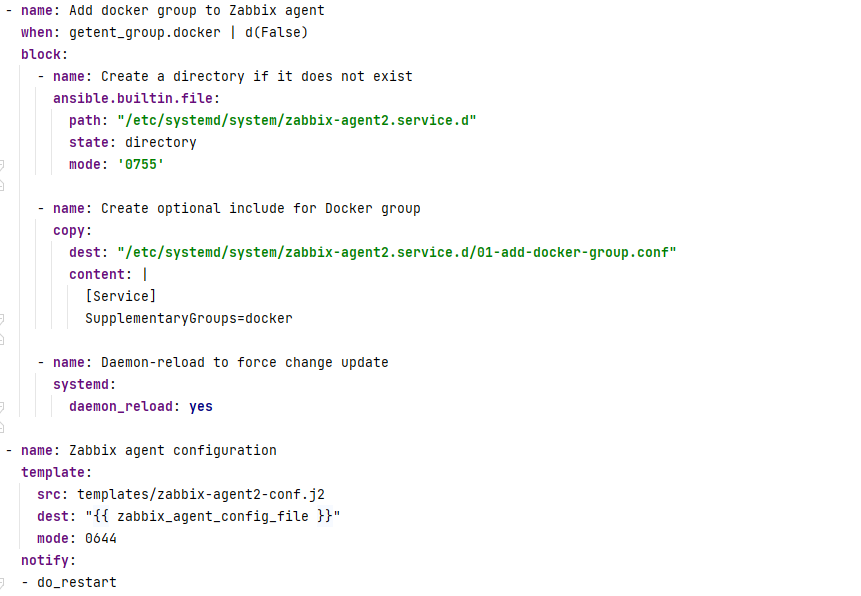 - name: Add docker group to Zabbix agent
  when: getent_group.docker | d(False)
  block:
    - name: Create a directory if it does not exist
      ansible.builtin.file:
        path: "/etc/systemd/system/zabbix-agent2.service.d"
        state: directory
        mode: '0755'

    - name: Create optional include for Docker group
      copy:
        dest: "/etc/systemd/system/zabbix-agent2.service.d/01-add-docker-group.conf"
        content: |
          [Service]
          SupplementaryGroups=docker

    - name: Daemon-reload to force change update
      systemd:
        daemon_reload: yes

- name: Zabbix agent configuration
  template:
    src: templates/zabbix-agent2-conf.j2
    dest: "{{ zabbix_agent_config_file }}"
    mode: 0644
  notify:
  - do_restart